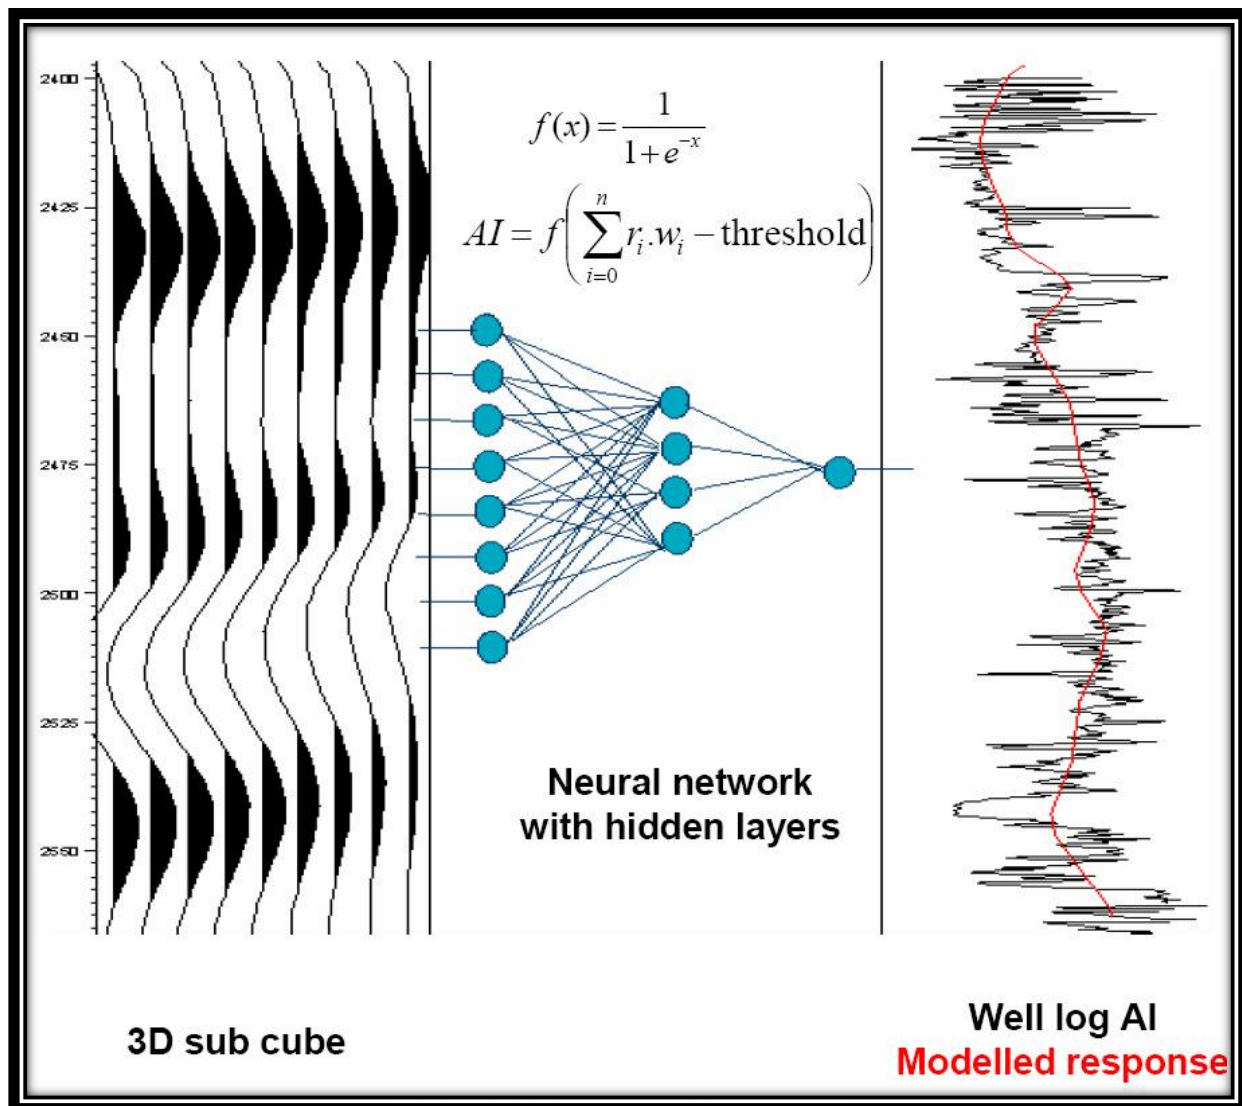 2400
2425
2450
2475
2500
2525
2550
f(x) = 1 / (1 + e^{-x})
AI = f( \sum_{i=0}^{n} r_i . w_i − threshold )
Neural network
with hidden layers
3D sub cube
Well log AI
Modelled response